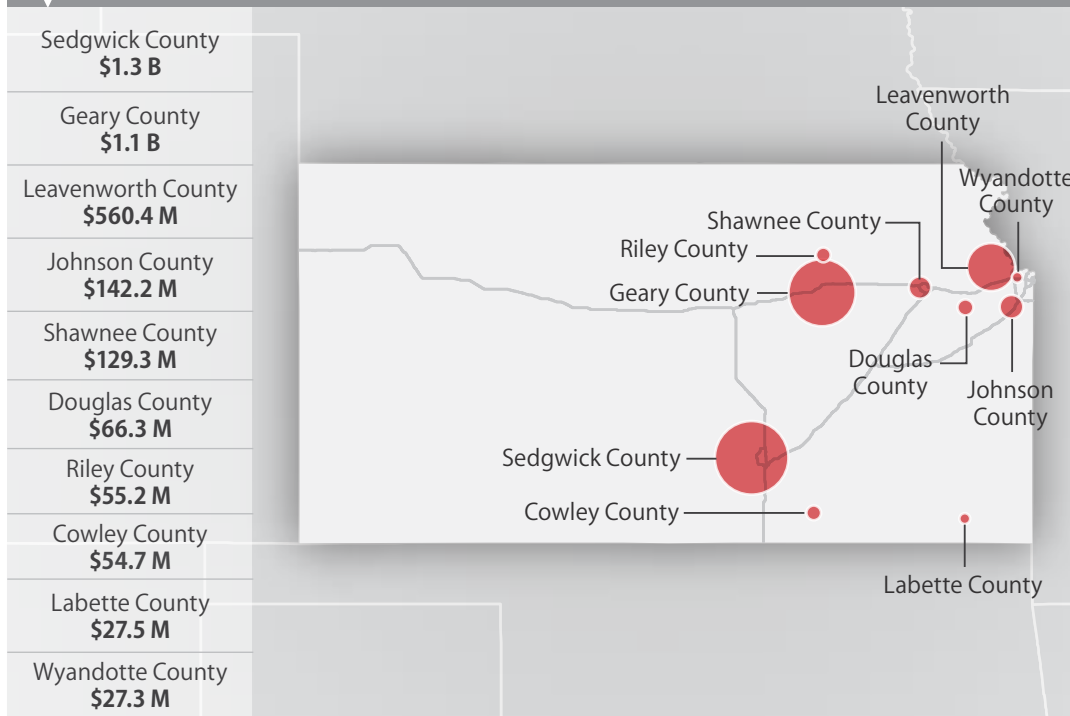 Sedgwick County
$1.3 B
Geary County
$1.1 B
Leavenworth County
$560.4 M
Johnson County
$142.2 M
Shawnee County
$129.3 M
Douglas County
$66.3 M
Riley County
$55.2 M
Cowley County
$54.7 M
Labette County
$27.5 M
Wyandotte County
$27.3 M
Leavenworth
County
Wyandotte
County
Shawnee County
Riley County
Geary County
Douglas
County
Johnson
County
Sedgwick County
Cowley County
Labette County